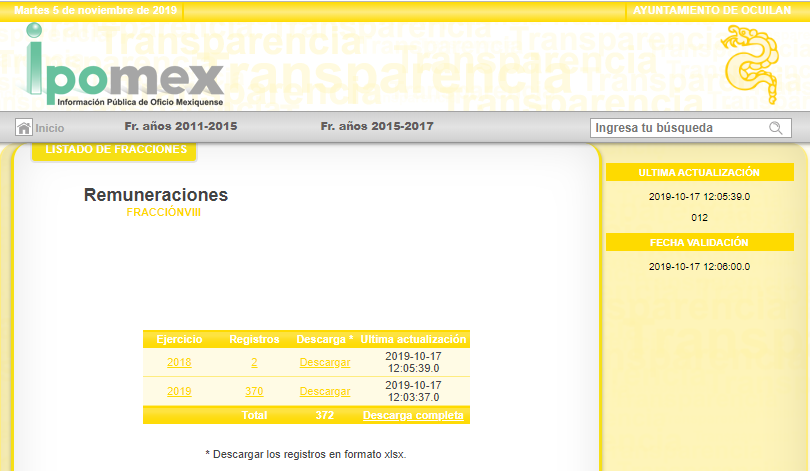 Martes 5 de noviembre de 2019
AYUNTAMIENTO DE OCUILAN
Transparencia
Transparencia
Transparencia
Transparencia
ipomex
Información Pública de Oficio Mexiquense
Inicio
Fr. años 2011-2015
Fr. años 2015-2017
Ingresa tu búsqueda
LISTADO DE FRACCIONES
Remuneraciones
FRACCIÓNVIII
Ejercicio Registros Descarga * Ultima actualización
2018 2 Descargar 2019-10-17
12:05:39.0
2019 370 Descargar 2019-10-17
12:03:37.0
Total 372 Descarga completa
* Descargar los registros en formato xlsx.
ULTIMA ACTUALIZACIÓN
2019-10-17 12:05:39.0
012
FECHA VALIDACIÓN
2019-10-17 12:06:00.0